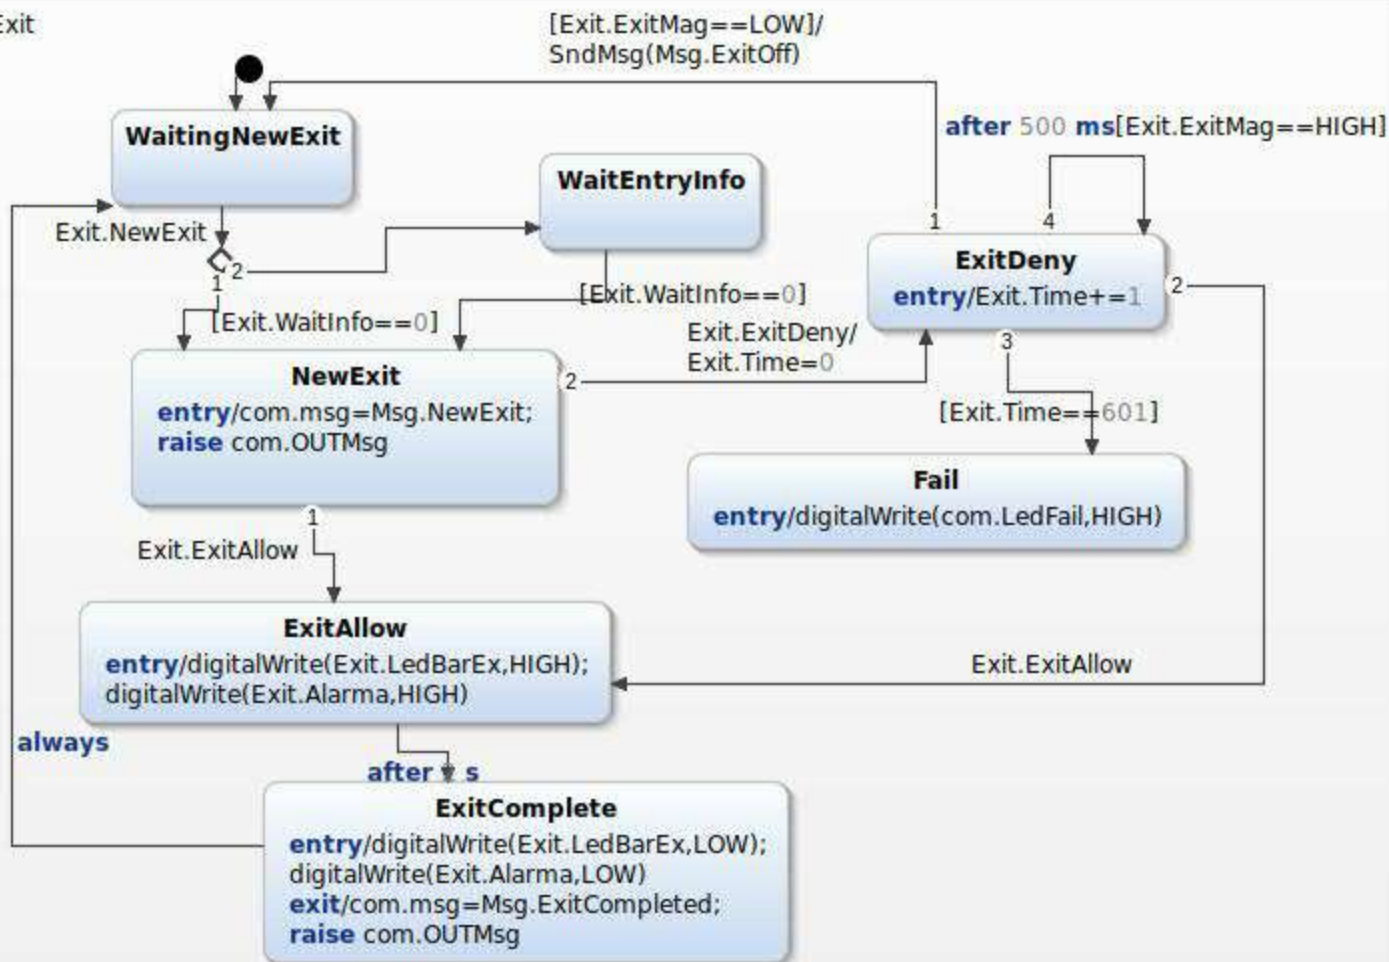 Exit
[Exit.ExitMag==LOW]/
SndMsg(Msg.ExitOff)
after 500 ms[Exit.ExitMag==HIGH]
WaitingNewExit
WaitEntryInfo
Exit.NewExit
2
1
1
4
ExitDeny
entry/Exit.Time+=1
2
[Exit.WaitInfo==0]
[Exit.WaitInfo==0]
Exit.ExitDeny/
Exit.Time=0
3
NewExit
entry/com.msg=Msg.NewExit;
raise com.OUTMsg
2
[Exit.Time==601]
Fail
entry/digitalWrite(com.LedFail,HIGH)
1
Exit.ExitAllow
ExitAllow
entry/digitalWrite(Exit.LedBarEx,HIGH);
digitalWrite(Exit.Alarma,HIGH)
Exit.ExitAllow
always
after s
ExitComplete
entry/digitalWrite(Exit.LedBarEx,LOW);
digitalWrite(Exit.Alarma,LOW)
exit/com.msg=Msg.ExitCompleted;
raise com.OUTMsg